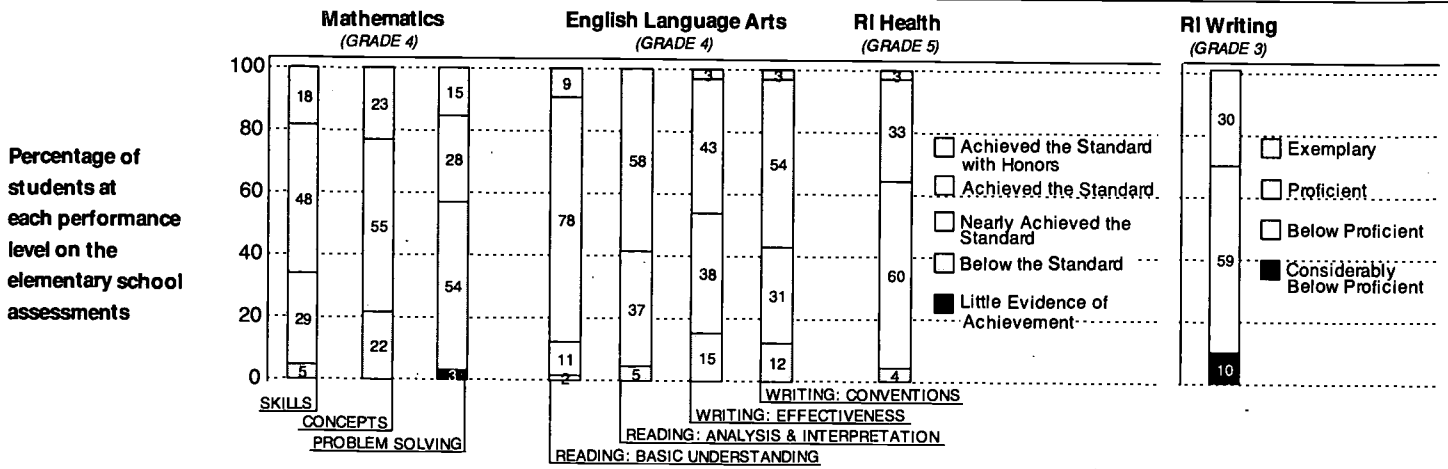 Mathematics
(GRADE 4)
English Language Arts
(GRADE 4)
RI Health
(GRADE 5)
RI Writing
(GRADE 3)
Percentage of
students at
each performance
level on the
elementary school
assessments
100
80
60
40
20
0
18
48
29
5
23
55
22
15
28
54
3
9
78
11
2
58
37
5
3
43
38
15
3
54
31
12
3
33
60
4
Achieved the Standard
with Honors
Achieved the Standard
Nearly Achieved the
Standard
Below the Standard
Little Evidence of
Achievement
30
59
10
Exemplary
Proficient
Below Proficient
Considerably
Below Proficient
SKILLS
CONCEPTS
PROBLEM SOLVING
WRITING: CONVENTIONS
WRITING: EFFECTIVENESS
READING: ANALYSIS & INTERPRETATION
READING: BASIC UNDERSTANDING